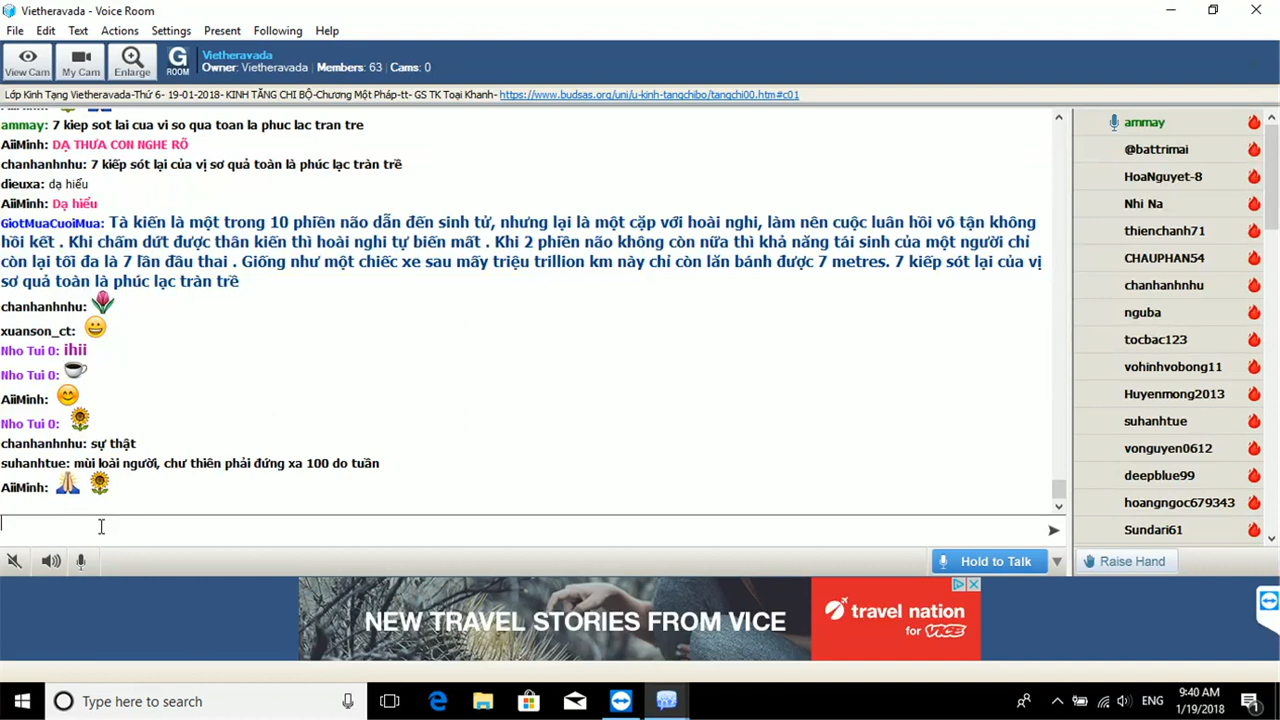 Vietheravada - Voice Room
File Edit Text Actions Settings Present Following Help
View Cam My Cam Enlarge G ROOM
Vietheravada
Owner: Vietheravada | Members: 63 | Cams: 0
Lớp Kinh Tạng Vietheravada-Thứ 6- 19-01-2018- KINH TĂNG CHI BỘ-Chương Một Pháp-tt- GS TK Toại Khanh- https://www.budsas.org/uni/u-kinh-tangchibo/tangchi00.htm#c01
ammay: 7 kiep sot lai cua vi so qua toan la phuc lac tran tre
AiiMinh: DẠ THƯA CON NGHE RÕ
chanhanhnhu: 7 kiếp sót lại của vị sơ quả toàn là phúc lạc tràn trề
dieuxa: dạ hiểu
AiiMinh: Dạ hiểu
GiotMuaCuoiMua: Tà kiến là một trong 10 phiền não dẫn đến sinh tử, nhưng lại là một cặp với hoài nghi, làm nên cuộc luân hồi vô tận không
hồi kết . Khi chấm dứt được thân kiến thì hoài nghi tự biến mất . Khi 2 phiền não không còn nữa thì khả năng tái sinh của một người chỉ
còn lại tối đa là 7 lần đầu thai . Giống như một chiếc xe sau mấy triệu trillion km này chỉ còn lăn bánh được 7 metres. 7 kiếp sót lại của vị
sơ quả toàn là phúc lạc tràn trề
chanhanhnhu:
xuanson_ct:
Nho Tui 0: ihii
Nho Tui 0:
AiiMinh:
Nho Tui 0:
chanhanhnhu: sự thật
suhanhtue: mùi loài người, chư thiên phải đứng xa 100 do tuần
AiiMinh:
ammay
@battrimai
HoaNguyet-8
Nhi Na
thienchanh71
CHAUPHAN54
chanhanhnhu
nguba
tocbac123
vohinhvobong11
Huyenmong2013
suhanhtue
vonguyen0612
deepblue99
hoangngoc679343
Sundari61
Hold to Talk
Raise Hand
NEW TRAVEL STORIES FROM VICE
travel nation
for VICE
Type here to search
ENG
9:40 AM
1/19/2018
1